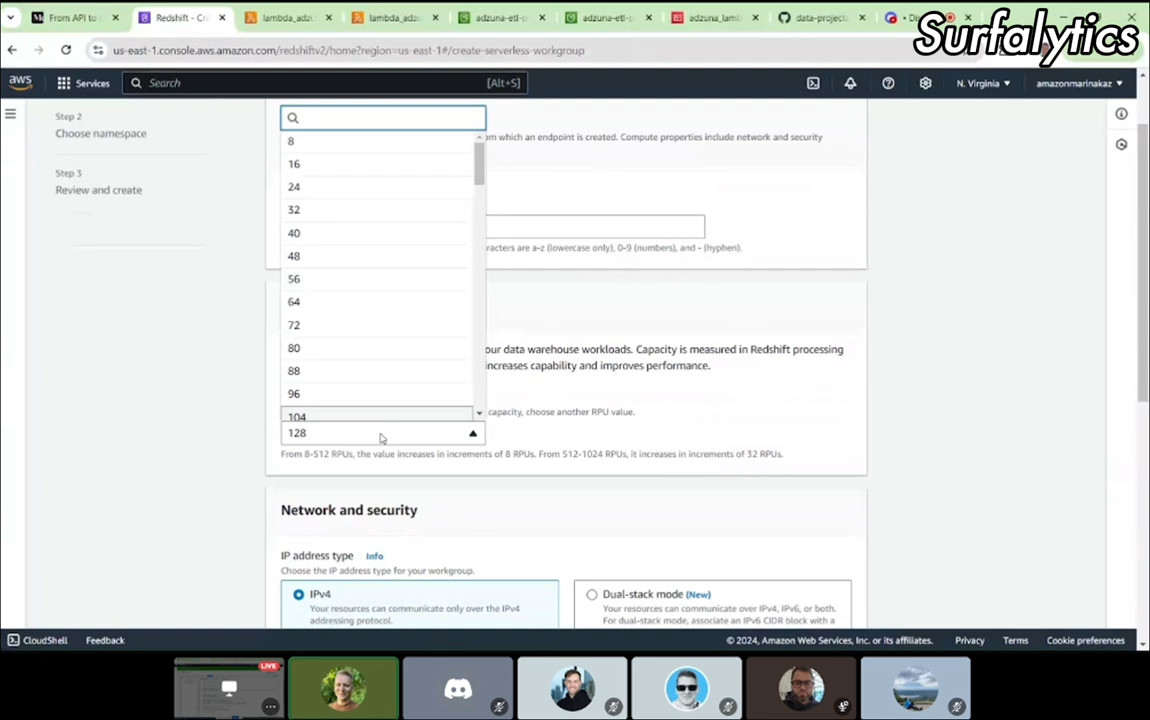 From API to
Redshift - Cr
lambda_adzu
lambda_adzu
adzuna-etl-p
adzuna-etl-p
adzuna_lamb
data-project
Surfalytics
us-east-1.console.aws.amazon.com/redshiftv2/home?region=us-east-1#/create-serverless-workgroup
aws
Services
Search
[Alt+S]
N. Virginia
amazonmarinakaz
Step 2
Choose namespace
Step 3
Review and create
om which an endpoint is created. Compute properties include network and security
racters are a-z (lowercase only), 0-9 (numbers), and - (hyphen).
8
16
24
32
40
48
56
64
72
80
88
96
104
128
our data warehouse workloads. Capacity is measured in Redshift processing
increases capability and improves performance.
capacity, choose another RPU value.
From 8-512 RPUs, the value increases in increments of 8 RPUs. From 512-1024 RPUs, it increases in increments of 32 RPUs.
Network and security
IP address type Info
Choose the IP address type for your workgroup.
IPv4
Your resources can communicate only over the IPv4
addressing protocol.
Dual-stack mode (New)
Your resources can communicate over IPv4, IPv6, or both.
For dual-stack mode, associate an IPv6 CIDR block with a
CloudShell
Feedback
© 2024, Amazon Web Services, Inc. or its affiliates.
Privacy
Terms
Cookie preferences
LIVE